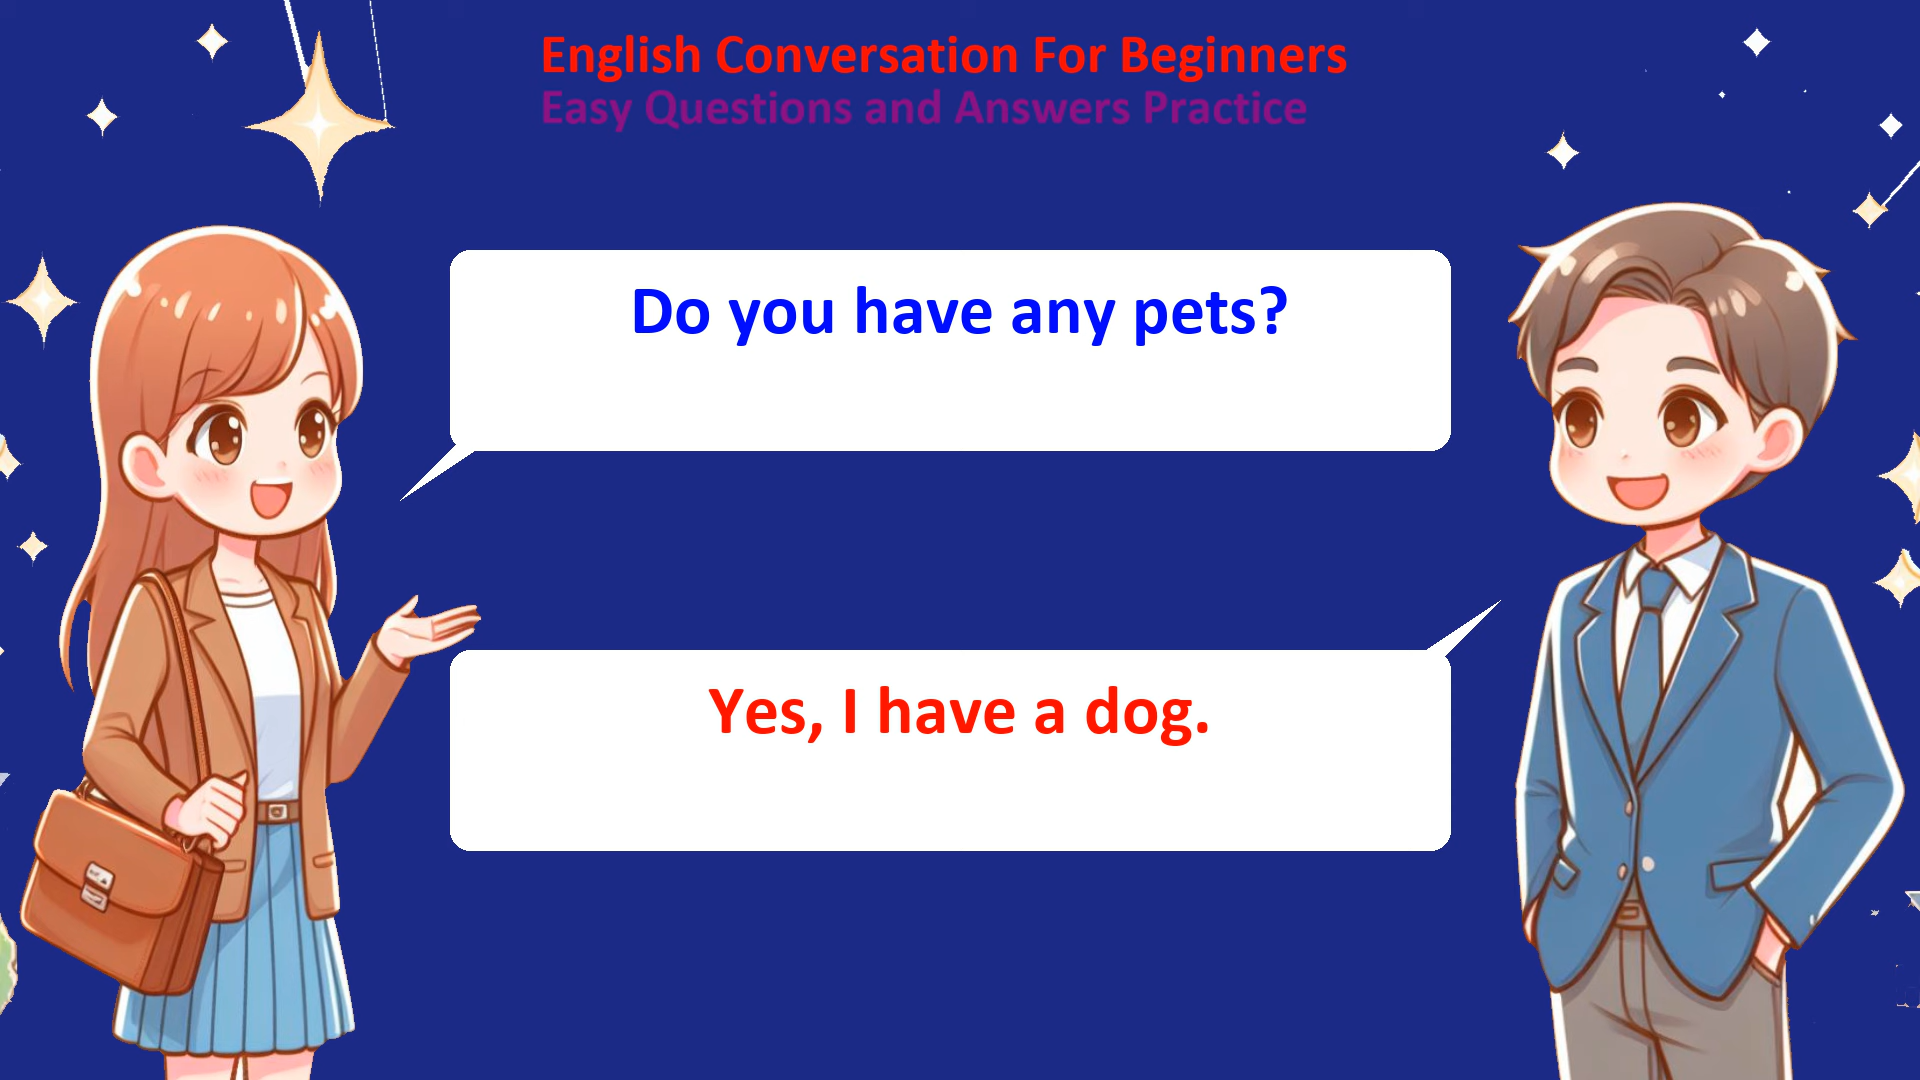 English Conversation For Beginners
Easy Questions and Answers Practice
Do you have any pets?
Yes, I have a dog.